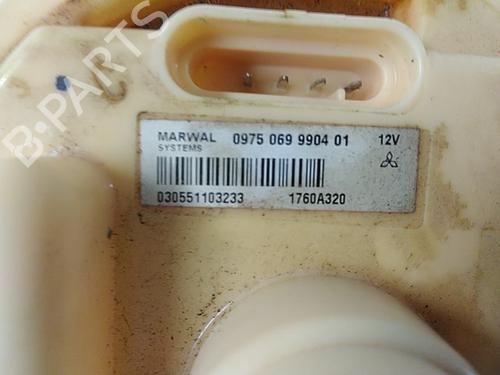 B-PARTS
MARWAL 0975 069 9904 01 12V
SYSTEMS
030551103233 1760A320